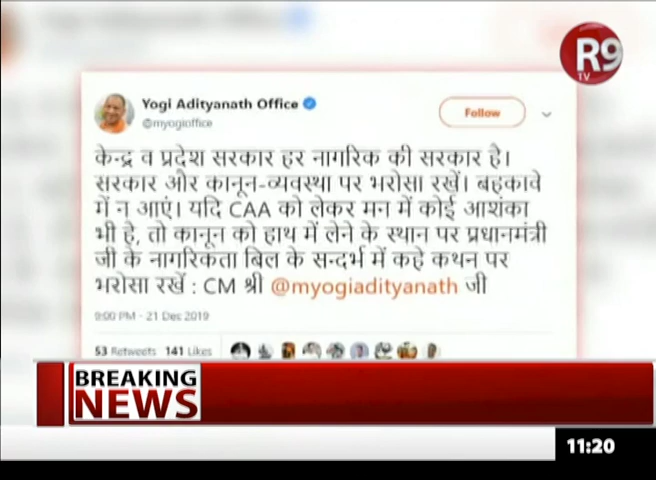 R9
TV
Yogi Adityanath Office
@myogioffice
Follow
केन्द्र व प्रदेश सरकार हर नागरिक की सरकार है।
सरकार और कानून-व्यवस्था पर भरोसा रखें। बहकावे
में न आएं। यदि CAA को लेकर मन में कोई आशंका
भी है, तो कानून को हाथ में लेने के स्थान पर प्रधानमंत्री
जी के नागरिकता बिल के सन्दर्भ में कहे कथन पर
भरोसा रखें : CM श्री @myogiadityanath जी
9:00 PM - 21 Dec 2019
53 Retweets 141 Likes
BREAKING
NEWS
11:20